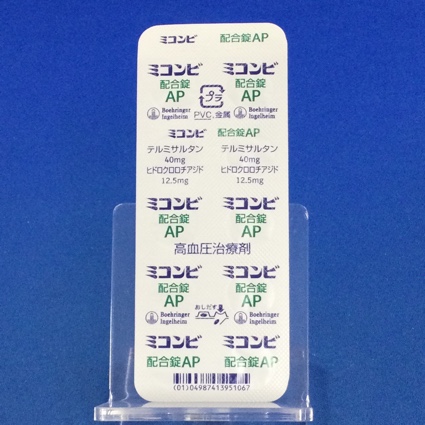 ミコンビ 配合錠AP
ミコンビ ミコンビ
配合錠 配合錠
AP AP
Boehringer Ingelheim プラ Boehringer Ingelheim
PVC,金属
ミコンビ 配合錠AP
テルミサルタン テルミサルタン
40mg 40mg
ヒドロクロロチアジド ヒドロクロロチアジド
12.5mg 12.5mg
ミコンビ ミコンビ
配合錠 配合錠
AP AP
高血圧治療剤
ミコンビ ミコンビ
配合錠 配合錠
AP AP
おしだす
Boehringer Ingelheim Boehringer Ingelheim
ミコンビ ミコンビ
配合錠AP 配合錠AP
(01)04987413951067